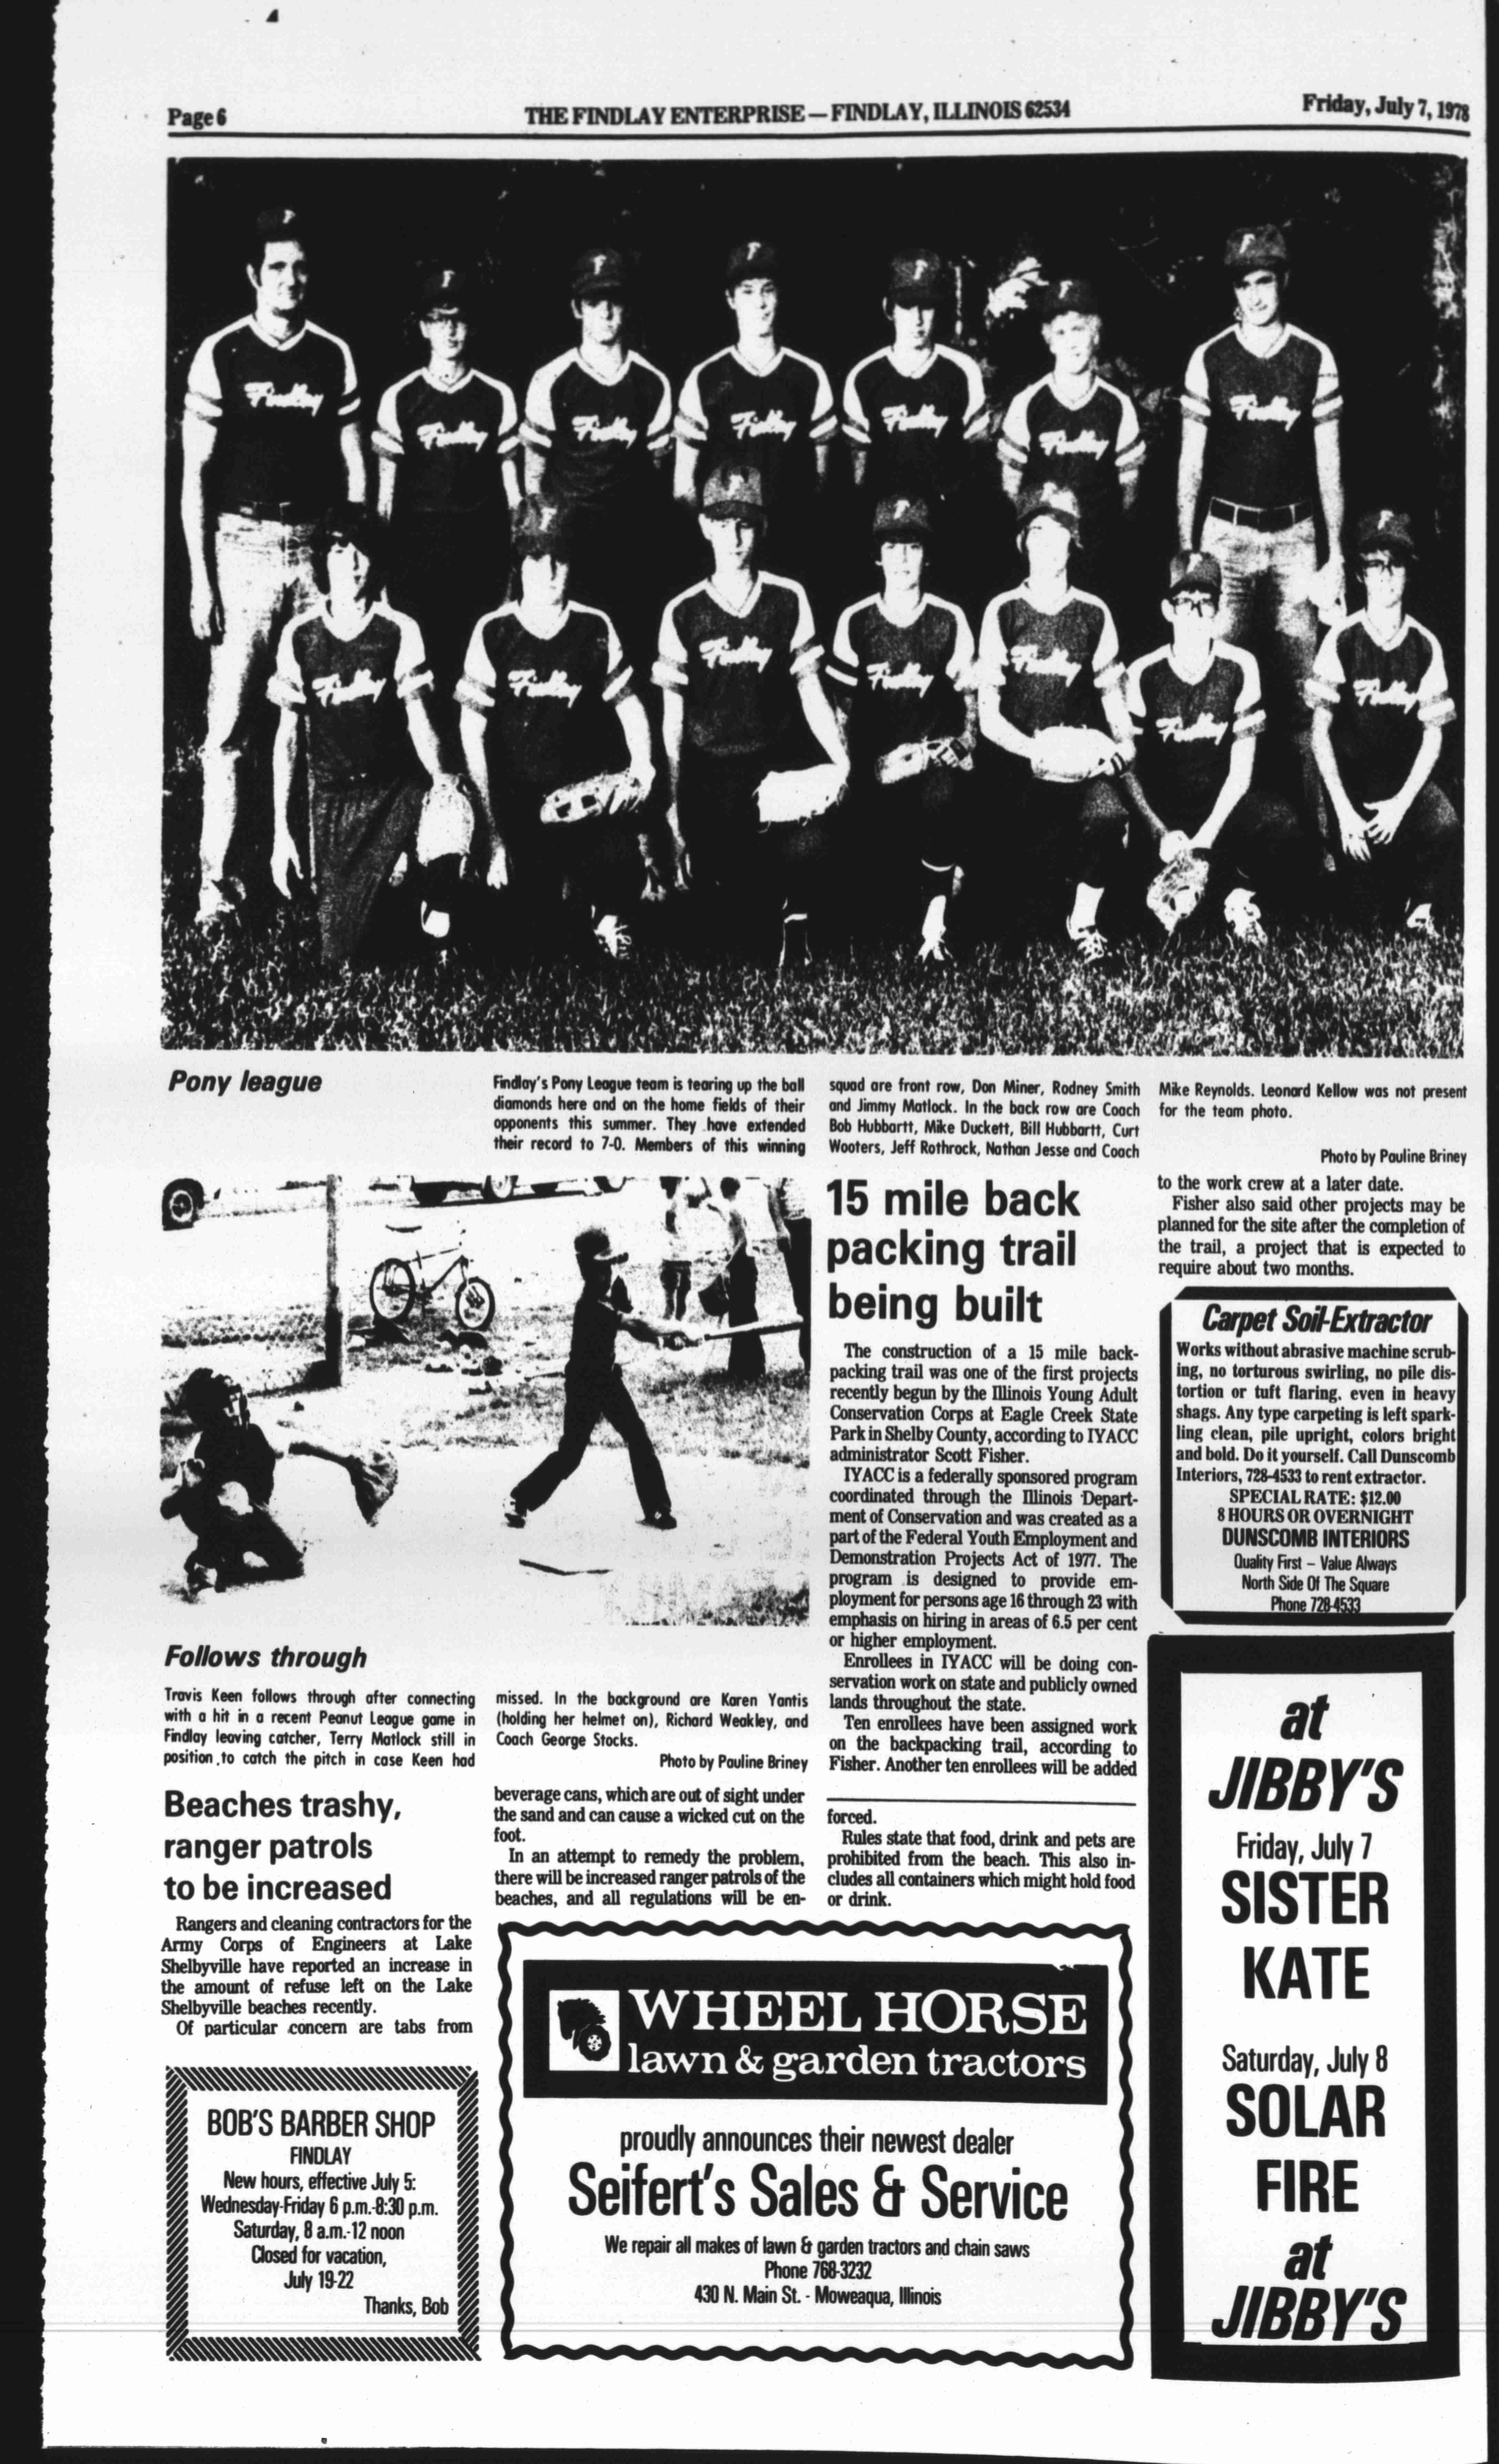 Page 6
THE FINDLAY ENTERPRISE — FINDLAY, ILLINOIS 62534
Friday, July 7, 1978
Findlay
Findlay
Findlay
Findlay
Findlay
Findlay
Findlay
Findlay
Findlay
Findlay
Findlay
Findlay
Findlay
Findlay
Pony league
Findlay's Pony League team is tearing up the ball
diamonds here and on the home fields of their
opponents this summer. They have extended
their record to 7-0. Members of this winning
squad are front row, Don Miner, Rodney Smith
and Jimmy Matlock. In the back row are Coach
Bob Hubbartt, Mike Duckett, Bill Hubbartt, Curt
Wooters, Jeff Rothrock, Nathan Jesse and Coach
Mike Reynolds. Leonard Kellow was not present
for the team photo.
Photo by Pauline Briney
Follows through
Travis Keen follows through after connecting
with a hit in a recent Peanut League game in
Findlay leaving catcher, Terry Matlock still in
position to catch the pitch in case Keen had
missed. In the background are Karen Yantis
(holding her helmet on), Richard Weakley, and
Coach George Stocks.
Photo by Pauline Briney
15 mile back
packing trail
being built
The construction of a 15 mile back-
packing trail was one of the first projects
recently begun by the Illinois Young Adult
Conservation Corps at Eagle Creek State
Park in Shelby County, according to IYACC
administrator Scott Fisher.
IYACC is a federally sponsored program
coordinated through the Illinois Depart-
ment of Conservation and was created as a
part of the Federal Youth Employment and
Demonstration Projects Act of 1977. The
program is designed to provide em-
ployment for persons age 16 through 23 with
emphasis on hiring in areas of 6.5 per cent
or higher employment.
Enrollees in IYACC will be doing con-
servation work on state and publicly owned
lands throughout the state.
Ten enrollees have been assigned work
on the backpacking trail, according to
Fisher. Another ten enrollees will be added
to the work crew at a later date.
Fisher also said other projects may be
planned for the site after the completion of
the trail, a project that is expected to
require about two months.
Beaches trashy,
ranger patrols
to be increased
Rangers and cleaning contractors for the
Army Corps of Engineers at Lake
Shelbyville have reported an increase in
the amount of refuse left on the Lake
Shelbyville beaches recently.
Of particular concern are tabs from
beverage cans, which are out of sight under
the sand and can cause a wicked cut on the
foot.
In an attempt to remedy the problem,
there will be increased ranger patrols of the
beaches, and all regulations will be en-
forced.
Rules state that food, drink and pets are
prohibited from the beach. This also in-
cludes all containers which might hold food
or drink.
Carpet Soil-Extractor
Works without abrasive machine scrub-
ing, no torturous swirling, no pile dis-
tortion or tuft flaring. even in heavy
shags. Any type carpeting is left spark-
ling clean, pile upright, colors bright
and bold. Do it yourself. Call Dunscomb
Interiors, 728-4533 to rent extractor.
SPECIAL RATE: $12.00
8 HOURS OR OVERNIGHT
DUNSCOMB INTERIORS
Quality First – Value Always
North Side Of The Square
Phone 728-4533
BOB'S BARBER SHOP
FINDLAY
New hours, effective July 5:
Wednesday-Friday 6 p.m.-8:30 p.m.
Saturday, 8 a.m.-12 noon
Closed for vacation,
July 19-22
Thanks, Bob
WHEEL HORSE
lawn & garden tractors
proudly announces their newest dealer
Seifert's Sales & Service
We repair all makes of lawn & garden tractors and chain saws
Phone 768-3232
430 N. Main St. - Moweaqua, Illinois
at
JIBBY'S
Friday, July 7
SISTER
KATE
Saturday, July 8
SOLAR
FIRE
at
JIBBY'S